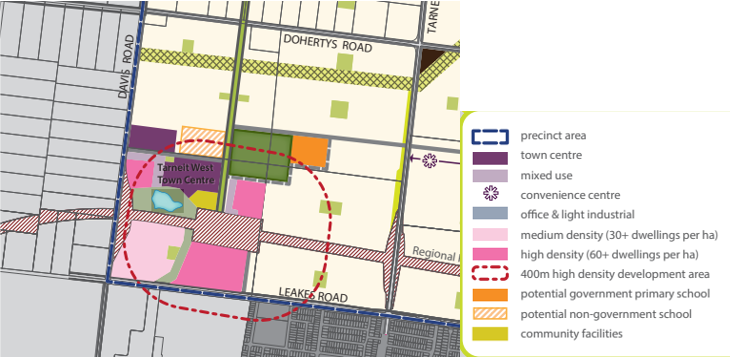 DOHERTYS ROAD
TARNE
DAVIS ROAD
Tarneit West
Town Centre
Regional
LEAKES ROAD
precinct area
town centre
mixed use
convenience centre
office & light industrial
medium density (30+ dwellings per ha)
high density (60+ dwellings per ha)
400m high density development area
potential government primary school
potential non-government school
community facilities